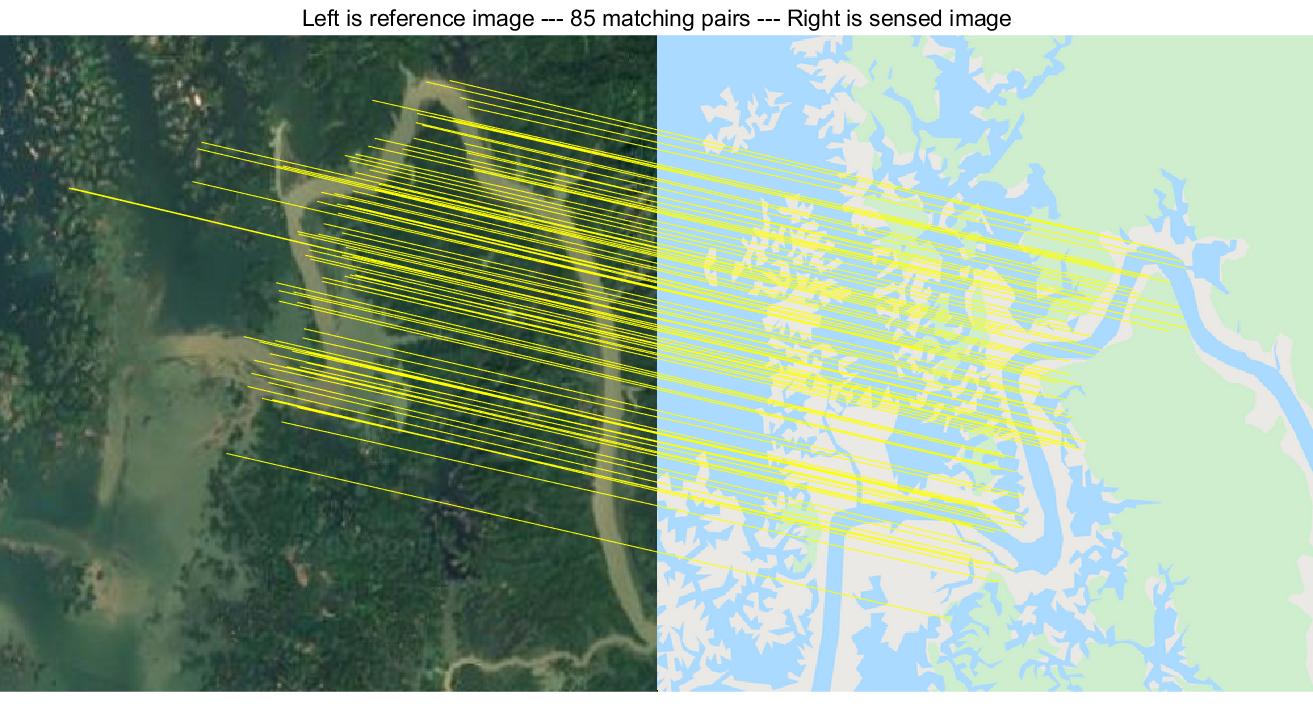 Left is reference image --- 85 matching pairs --- Right is sensed image